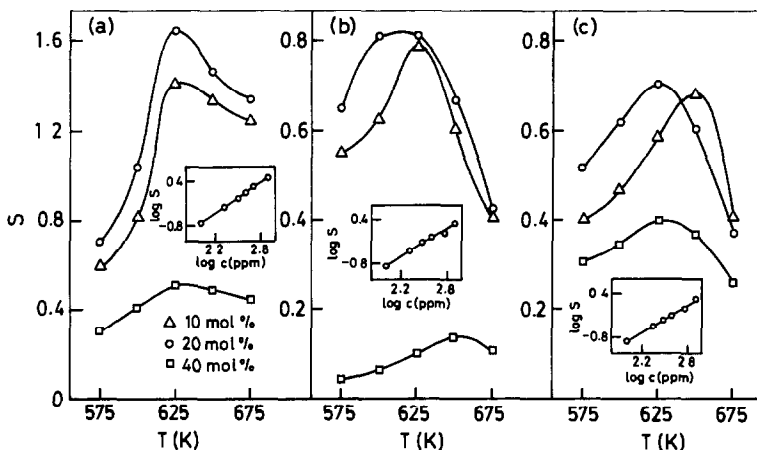 (a)
S
1.6
1.2
0.8
0.4
0
0.4
-0.8
log S
2.2 2.8
log c(ppm)
△ 10 mol %
○ 20 mol %
□ 40 mol %
575 625 675
T (K)
(b)
0.8
0.6
0.4
0.2
0.4
-0.8
log S
2.2 2.8
log c(ppm)
575 625 675
T (K)
(c)
0.8
0.6
0.4
0.2
0.4
-0.8
log S
2.2 2.8
log c(ppm)
575 625 675
T (K)